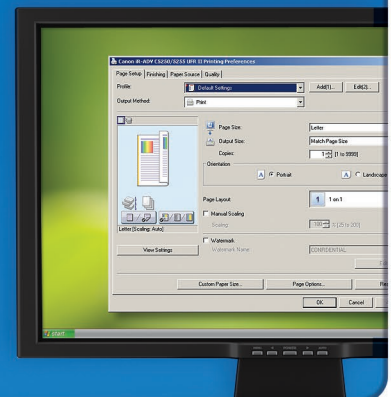 Canon iR-ADV C5230/5255 UFR II Printing Preferences
Page Setup Finishing Paper Source Quality
Profile: Default Settings Add(1)... Edit(2)...
Output Method: Print
Page Size: Letter
Output Size: Match Page Size
Copies: 1 [1 to 9999]
Orientation
A Portrait A Landscape
Page Layout 1 1 on 1
Manual Scaling
Scaling: 100 % [25 to 200]
Letter [Scaling: Auto]
Watermark
View Settings Watermark Name: CONFIDENTIAL
Custom Paper Size... Page Options...
OK Cancel
start